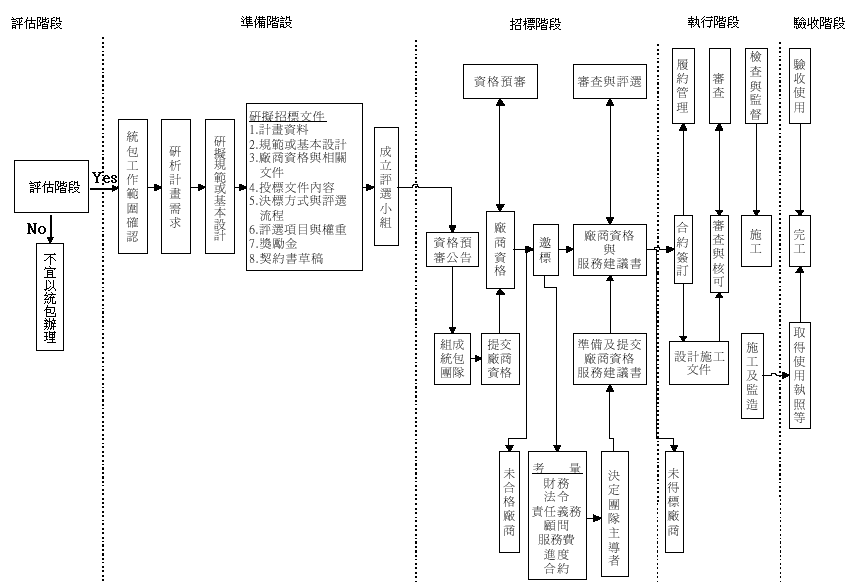 評估階段
準備階設
招標階段
執行階段
驗收階段
評估階段
Yes
No
不宜以統包辦理
統包工作範圍確認
研析計畫需求
研擬規範或基本設計
研擬招標文件
1.計畫資料
2.規範或基本設計
3.廠商資格與相關
文件
4.投標文件內容
5.決標方式與評選
流程
6.評選項目與權重
7.獎勵金
8.契約書草稿
成立評選小組
資格預審
資格預
審公告
組成
統包
團隊
提交
廠商
資格
廠商資格
邀標
未合格廠商
考量
財務
法令
責任義務
顧問
服務費
進度
合約
決定團隊主導者
準備及提交
廠商資格
服務建議書
廠商資格
與
服務建議書
審查與評選
履約管理
合約簽訂
設計施工
文件
未得標廠商
審查
審查與核可
檢查與監督
施工
施工及監造
驗收使用
完工
取得使用執照等